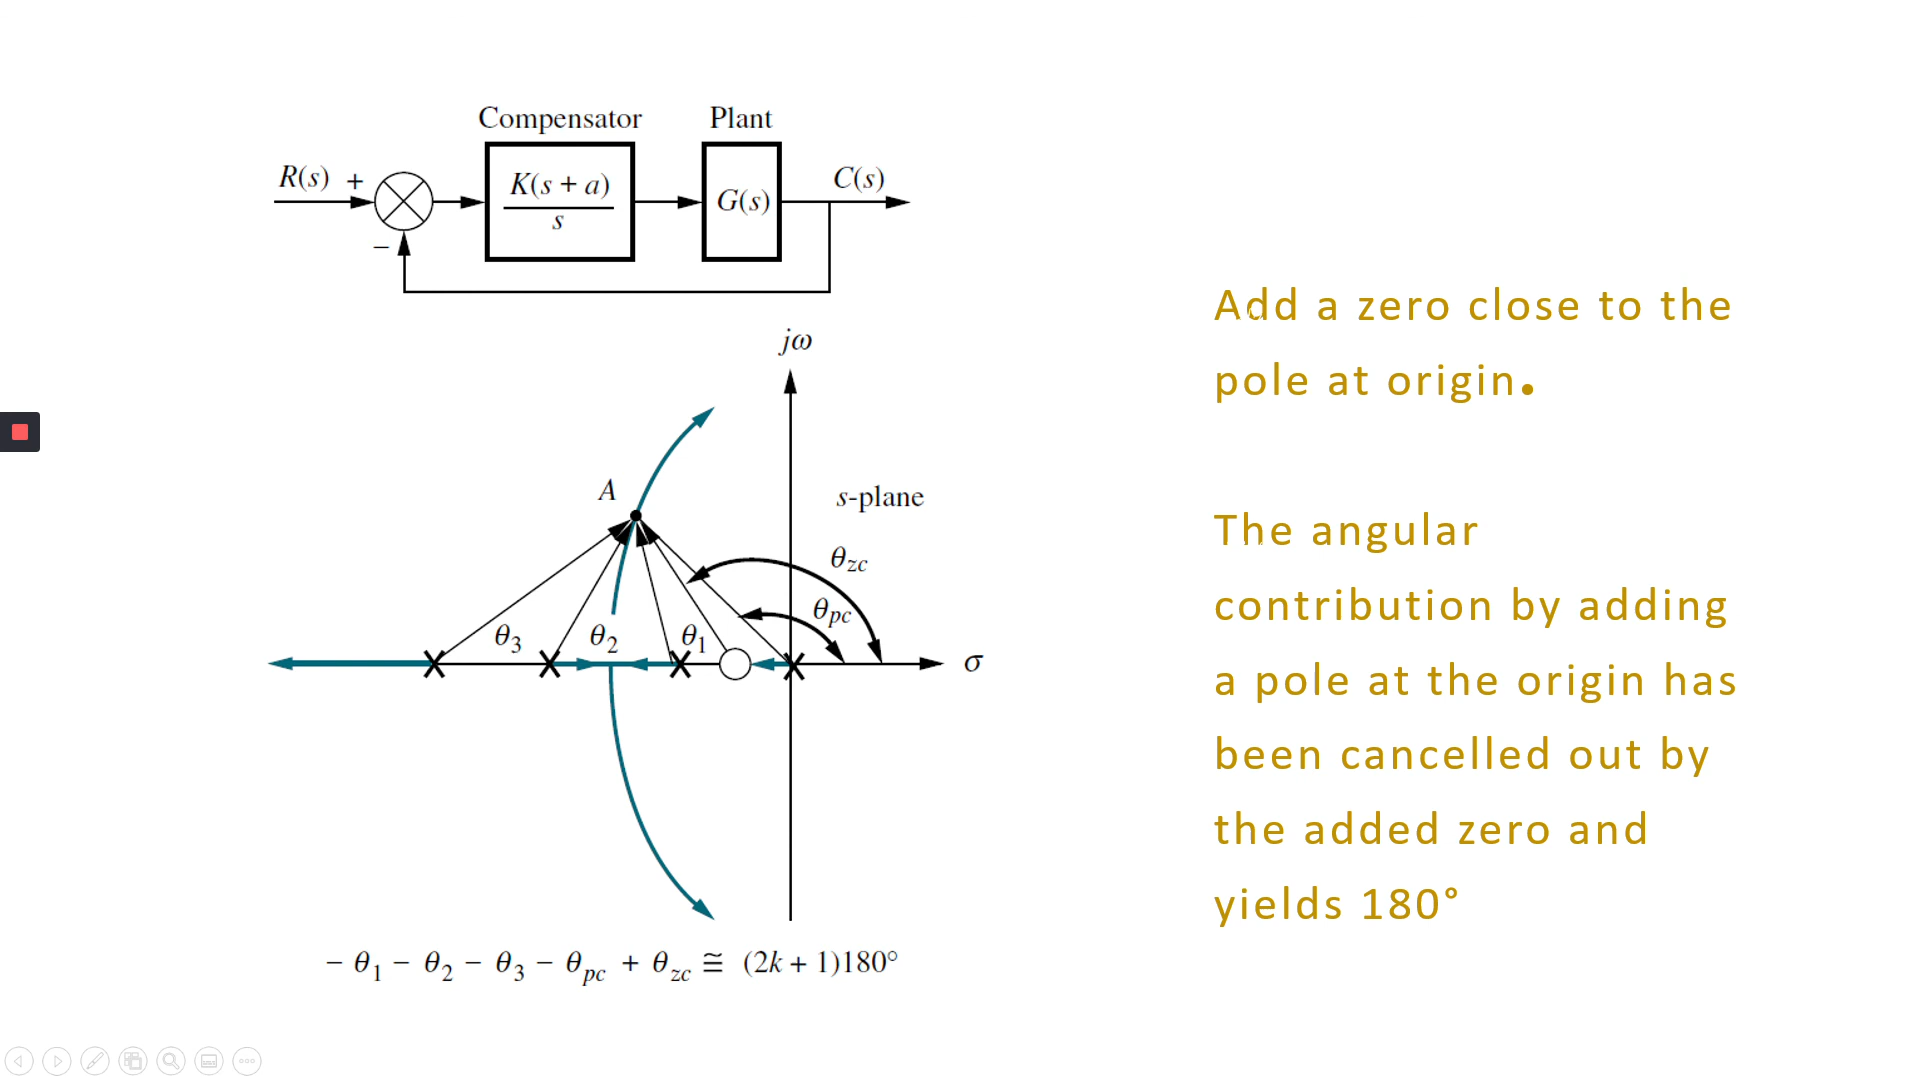 Compensator Plant
R(s) + K(s + a) G(s) C(s)
s
−
jω
A
s-plane
θzc
θpc
θ3 θ2 θ1
σ
− θ1 − θ2 − θ3 − θpc + θzc ≅ (2k + 1)180°
Add a zero close to the
pole at origin.
The angular
contribution by adding
a pole at the origin has
been cancelled out by
the added zero and
yields 180°